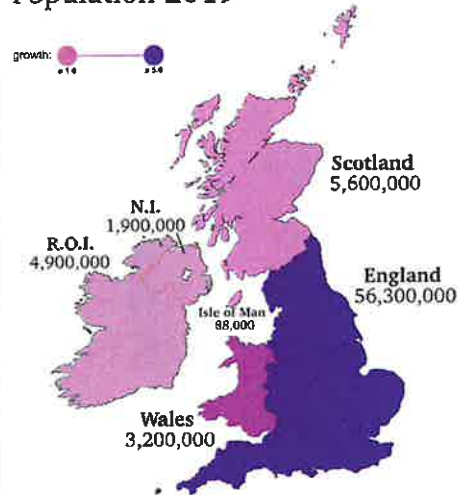 Population 2019
growth:
Scotland
5,600,000
N.I.
1,900,000
R.O.I.
4,900,000
England
56,300,000
Isle of Man
88,000
Wales
3,200,000